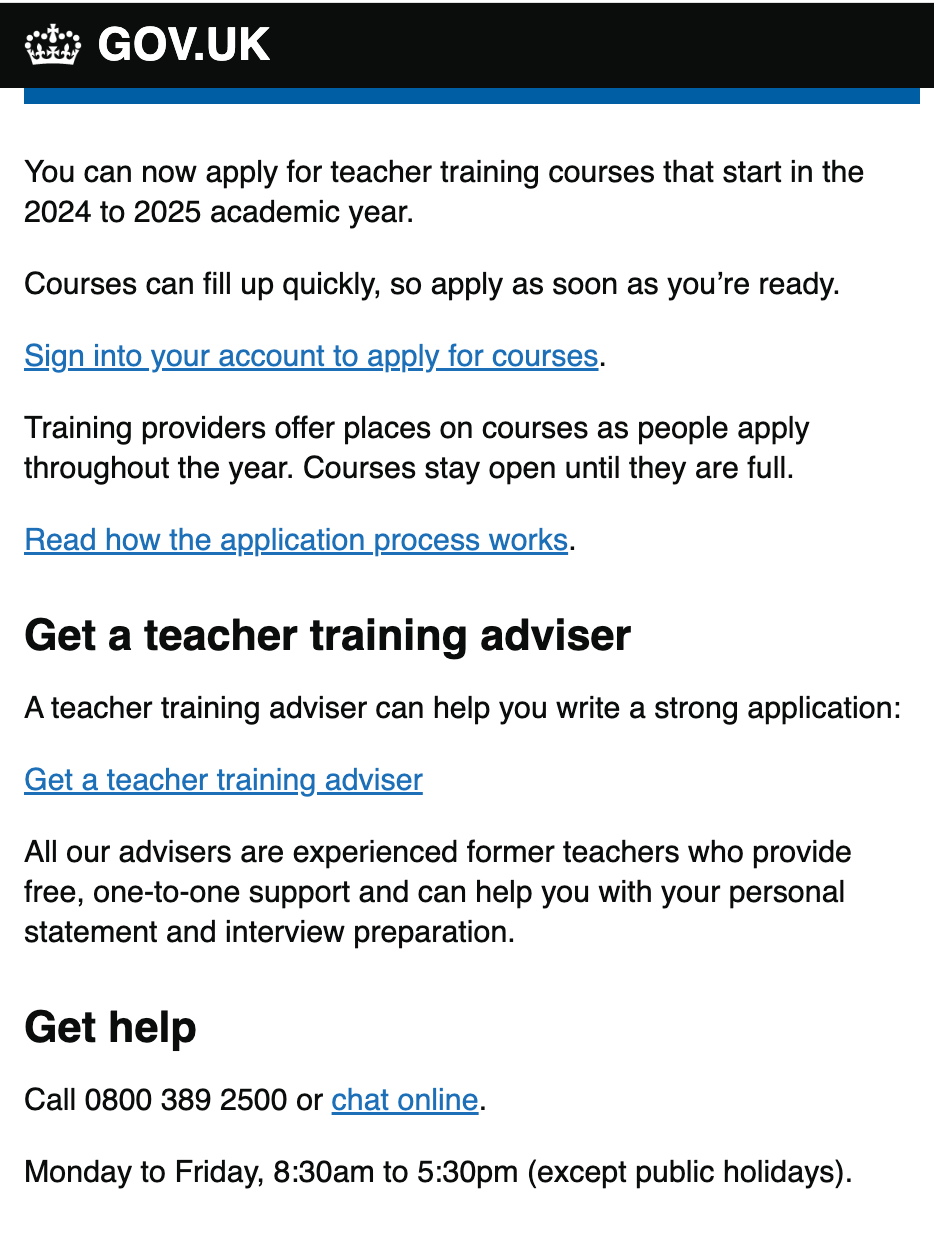 GOV.UK
You can now apply for teacher training courses that start in the
2024 to 2025 academic year.
Courses can fill up quickly, so apply as soon as you’re ready.
Sign into your account to apply for courses.
Training providers offer places on courses as people apply
throughout the year. Courses stay open until they are full.
Read how the application process works.
Get a teacher training adviser
A teacher training adviser can help you write a strong application:
Get a teacher training adviser
All our advisers are experienced former teachers who provide
free, one-to-one support and can help you with your personal
statement and interview preparation.
Get help
Call 0800 389 2500 or chat online.
Monday to Friday, 8:30am to 5:30pm (except public holidays).